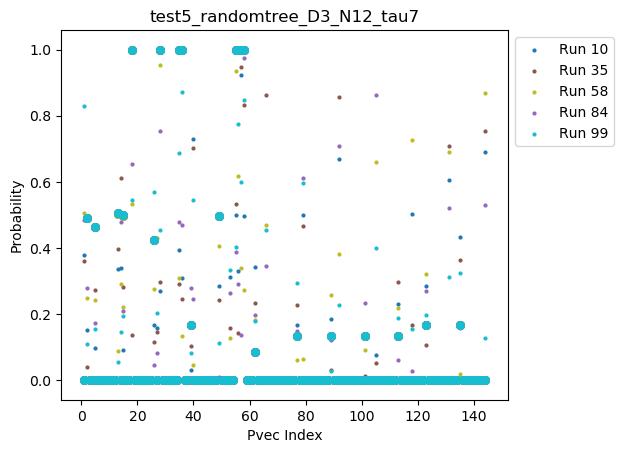 test5_randomtree_D3_N12_tau7
1.0
0.8
0.6
0.4
0.2
0.0
Probability
0
20
40
60
80
100
120
140
Pvec Index
Run 10
Run 35
Run 58
Run 84
Run 99